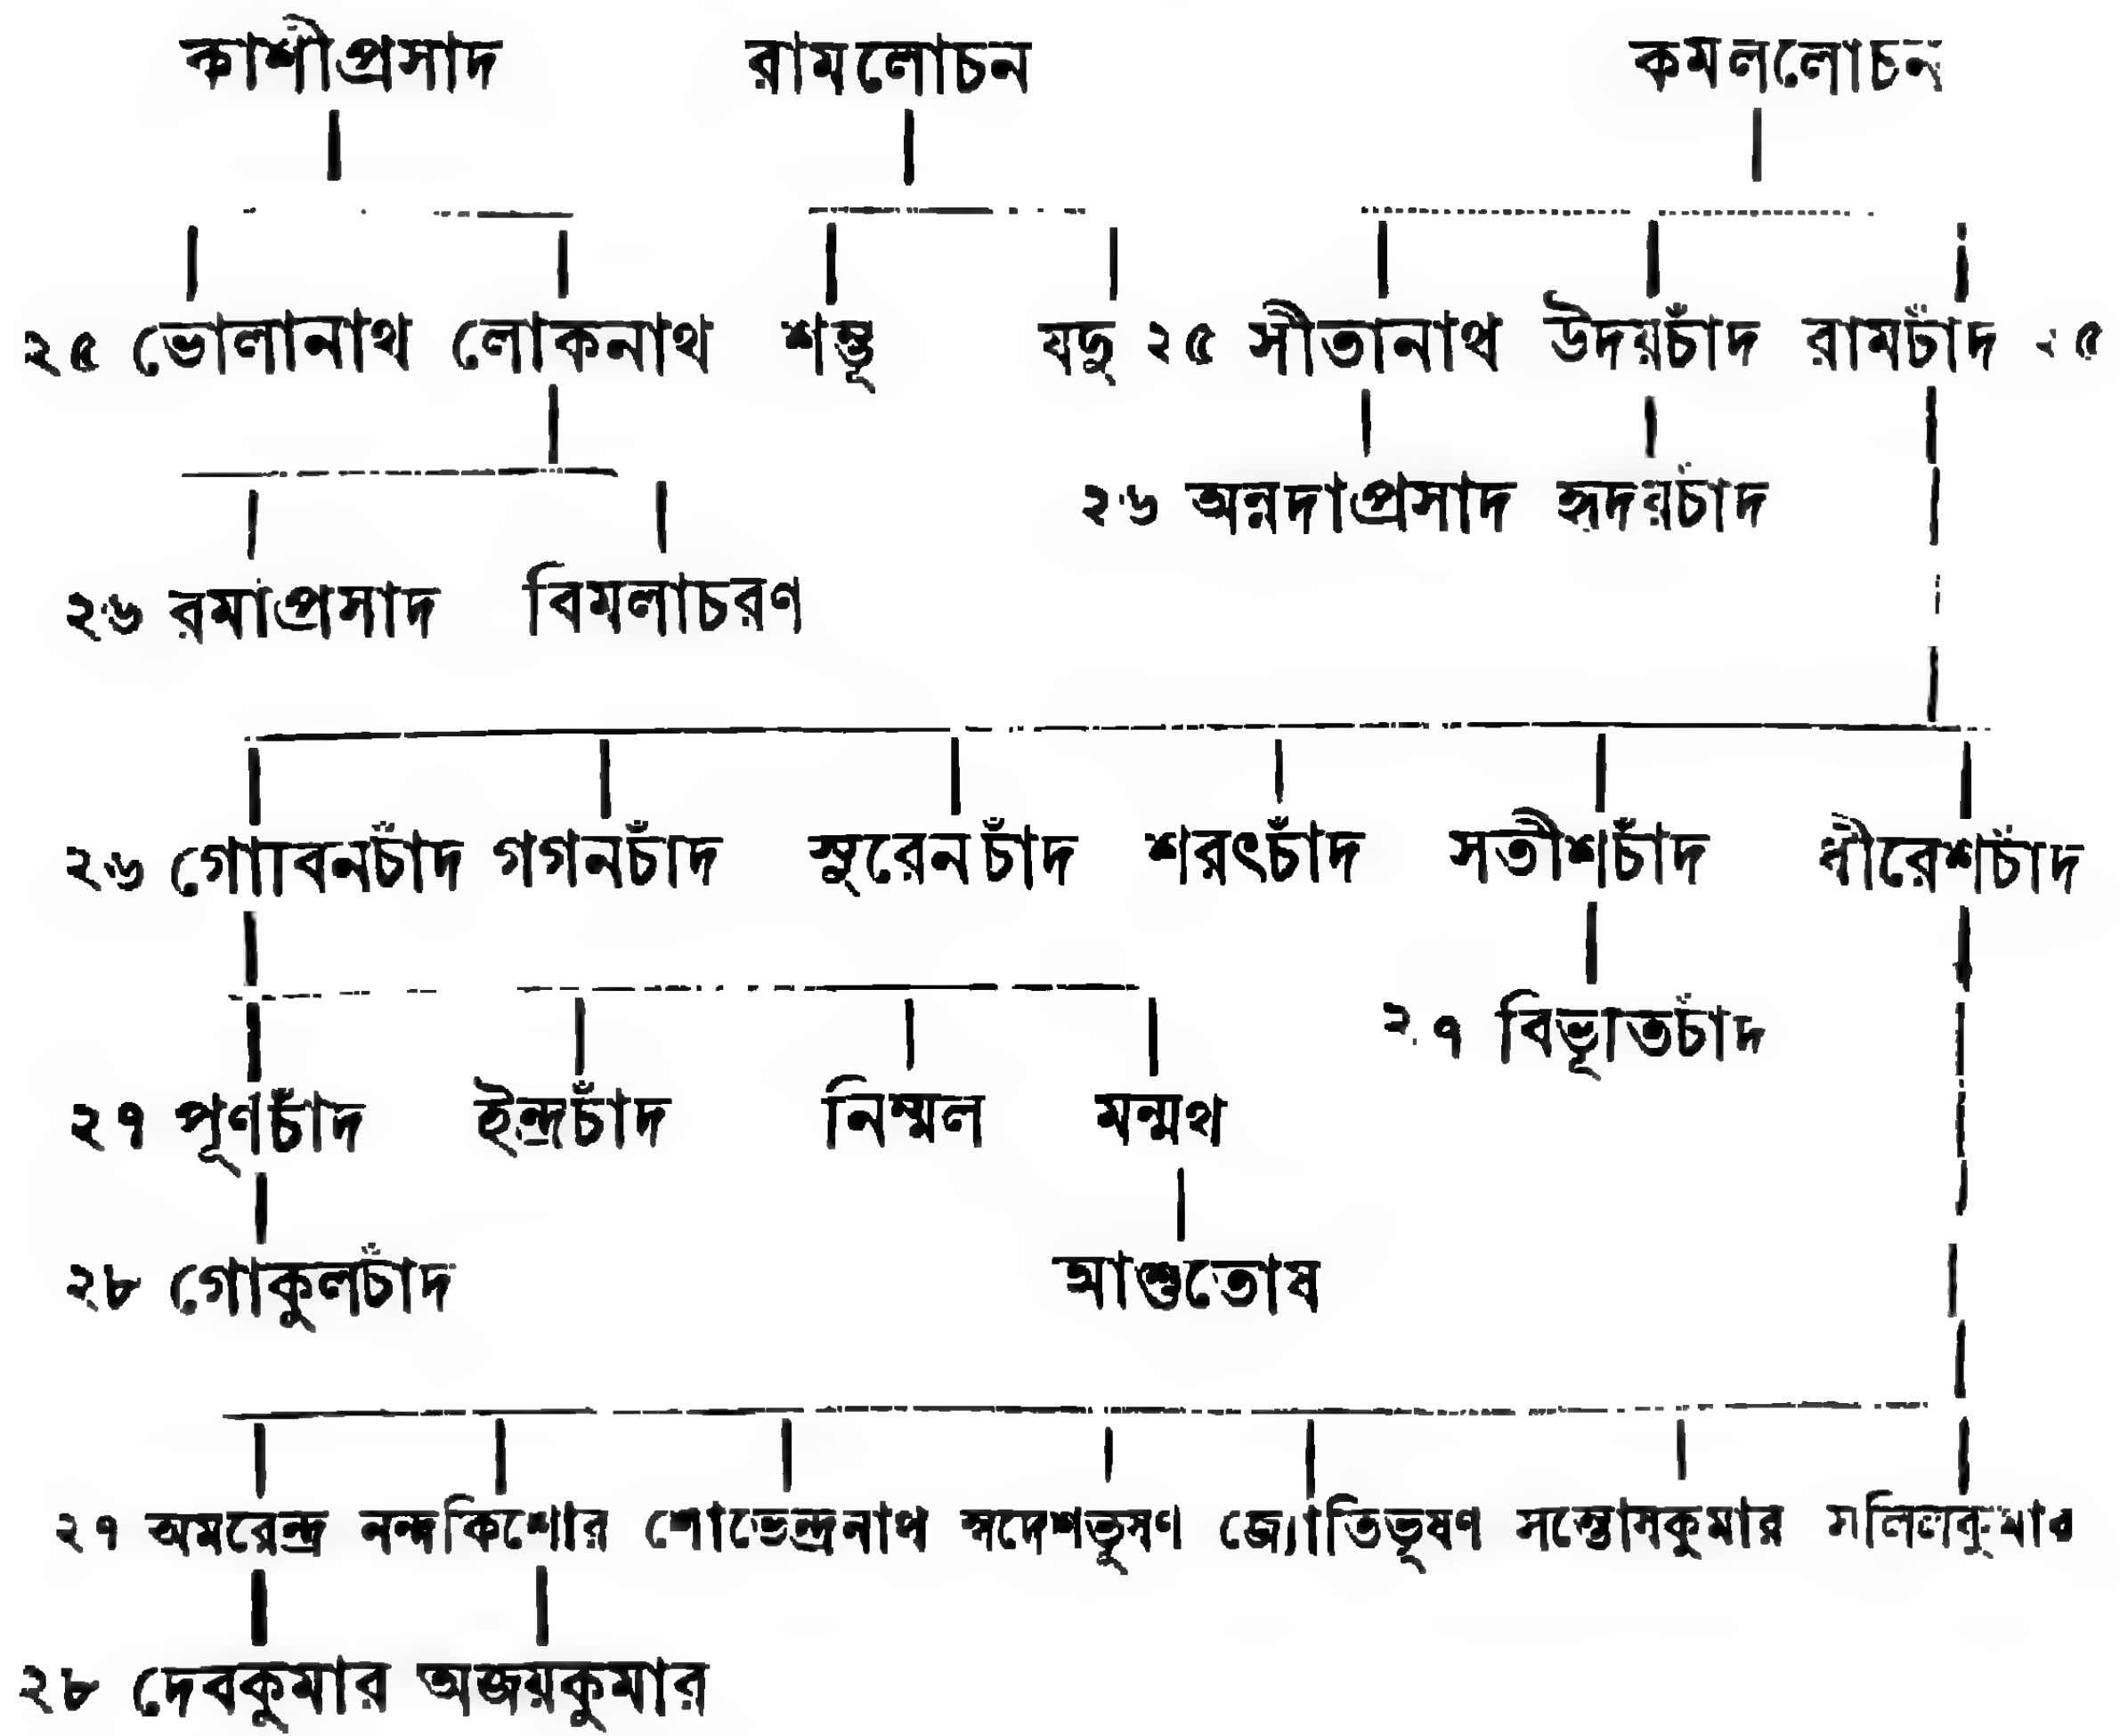 কাশীপ্রসাদ রামলোচন কমললোচন
২৫ ভোলানাথ লোকনাথ শম্ভূ যদু ২৫ সীতানাথ উদয়চাঁদ রামচাঁদ ২৫
২৬ অন্নদাপ্রসাদ হৃদয়চাঁদ
২৬ রমাপ্রসাদ বিমলাচরণ
২৬ গগনচাঁদ সুরেনচাঁদ শরৎচাঁদ সতীশচাঁদ ধীরেশচাঁদ
২৭ বিভূতিচাঁদ
২৭ পূর্ণচাঁদ ইন্দ্রচাঁদ নির্ম্মল মন্মথ
২৮ গোকুলচাঁদ আশুতোষ
২৭ অমরেন্দ্র নন্দকিশোর শোভেন্দ্রনাথ স্বদেশভূষণ জ্যোতিভূষণ সন্তোষকুমার সলিলকুমার
২৮ দেবকুমার অজয়কুমার